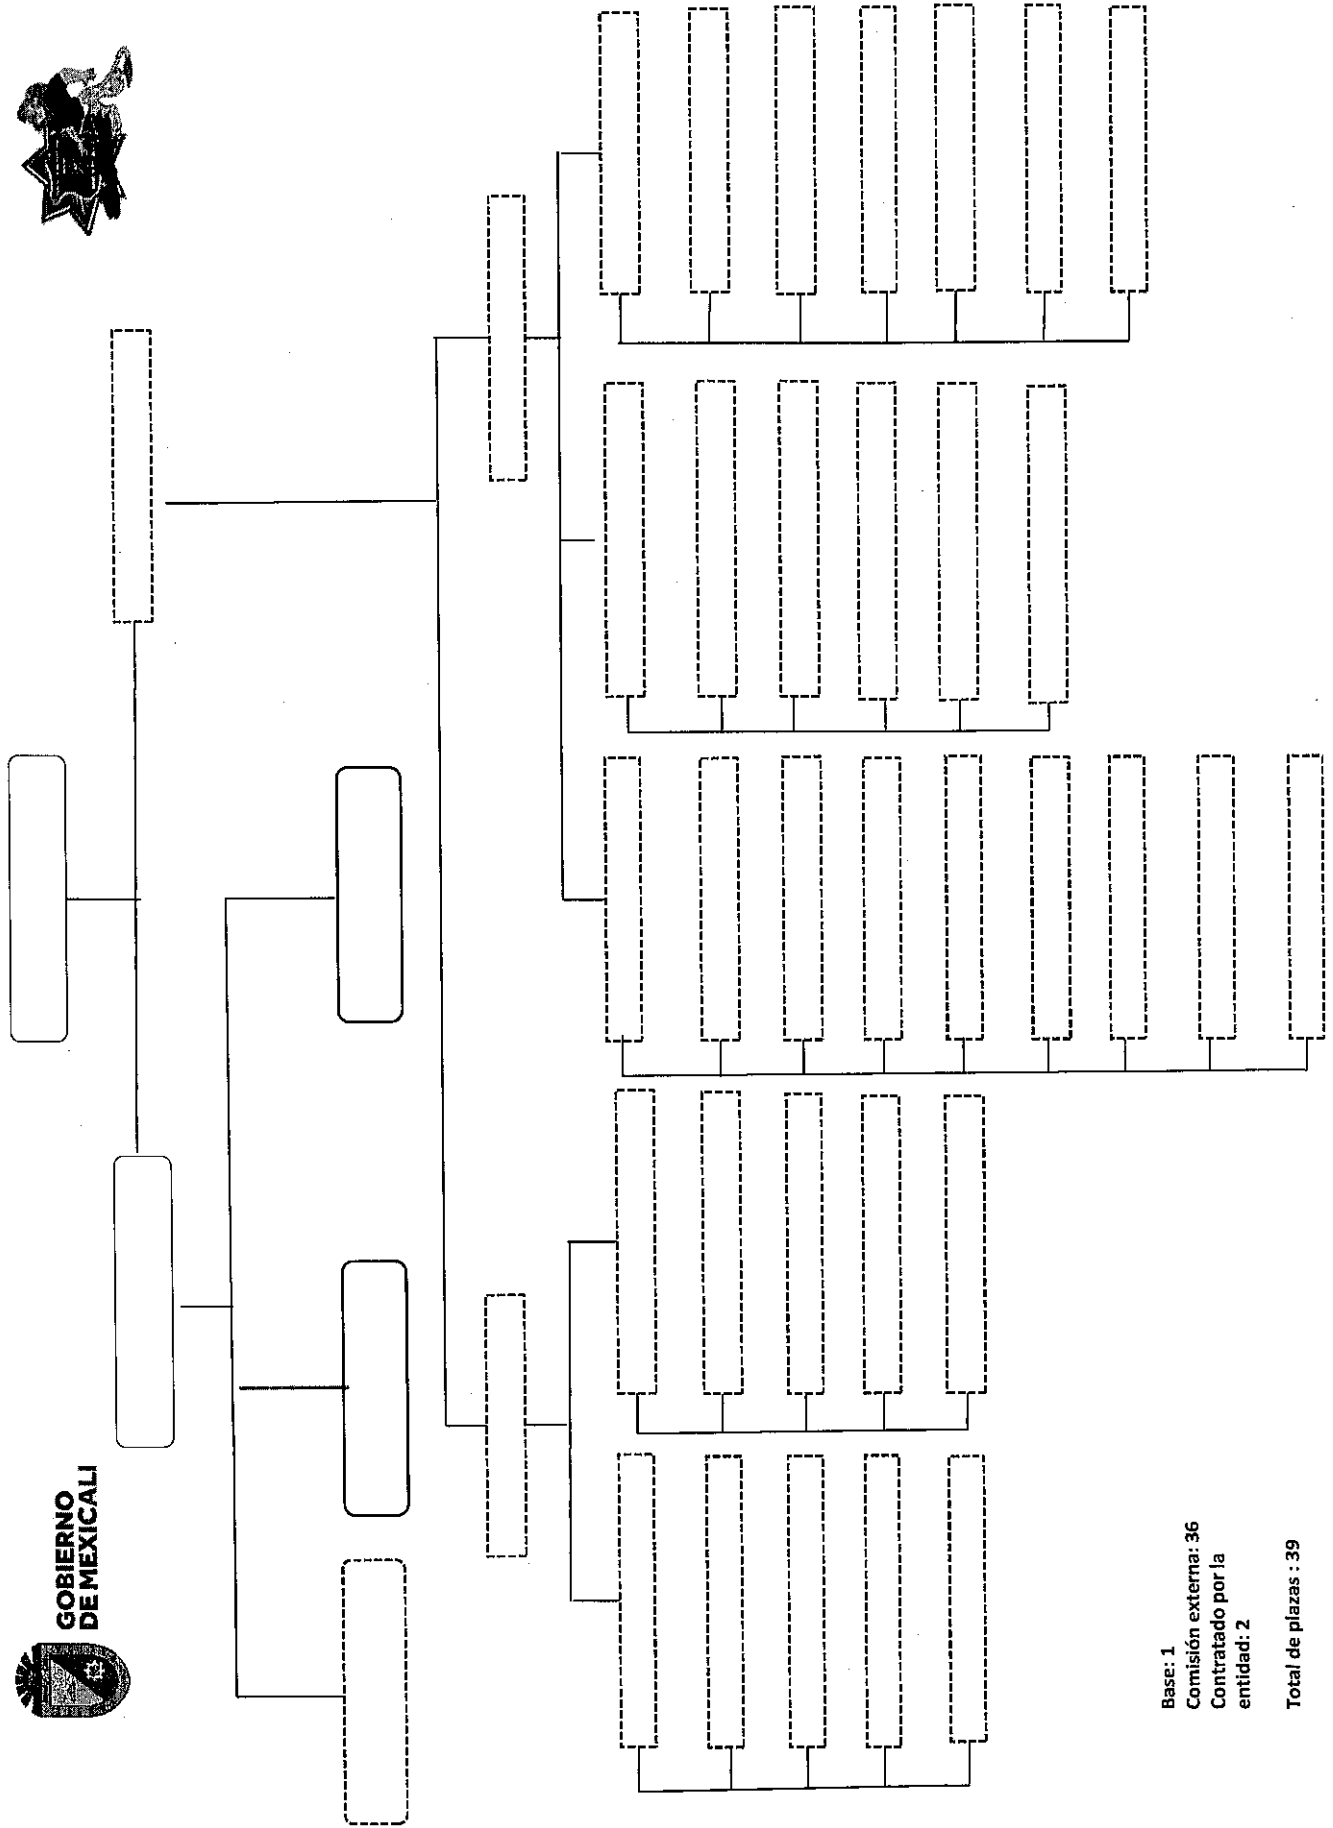 GOBIERNO
DE MEXICALI
Base: 1
Comisión externa: 36
Contratado por la
entidad: 2
Total de plazas : 39